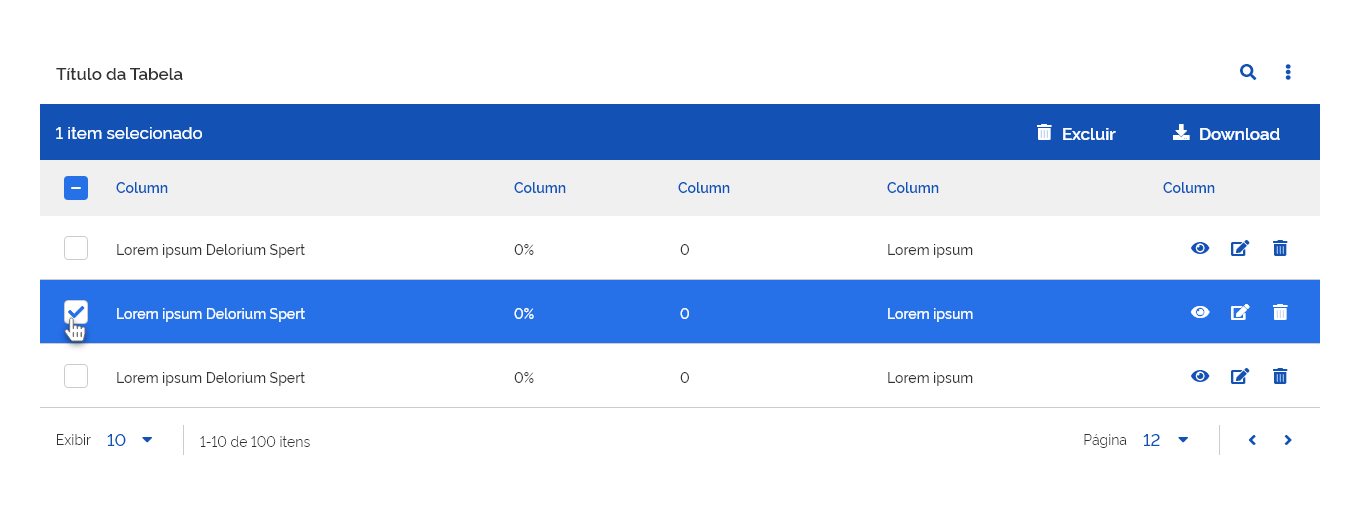 Título da Tabela
1 item selecionado Excluir Download
Column Column Column Column Column
Lorem ipsum Delorium Spert 0% 0 Lorem ipsum
Lorem ipsum Delorium Spert 0% 0 Lorem ipsum
Lorem ipsum Delorium Spert 0% 0 Lorem ipsum
Exibir 10 1-10 de 100 itens Página 12